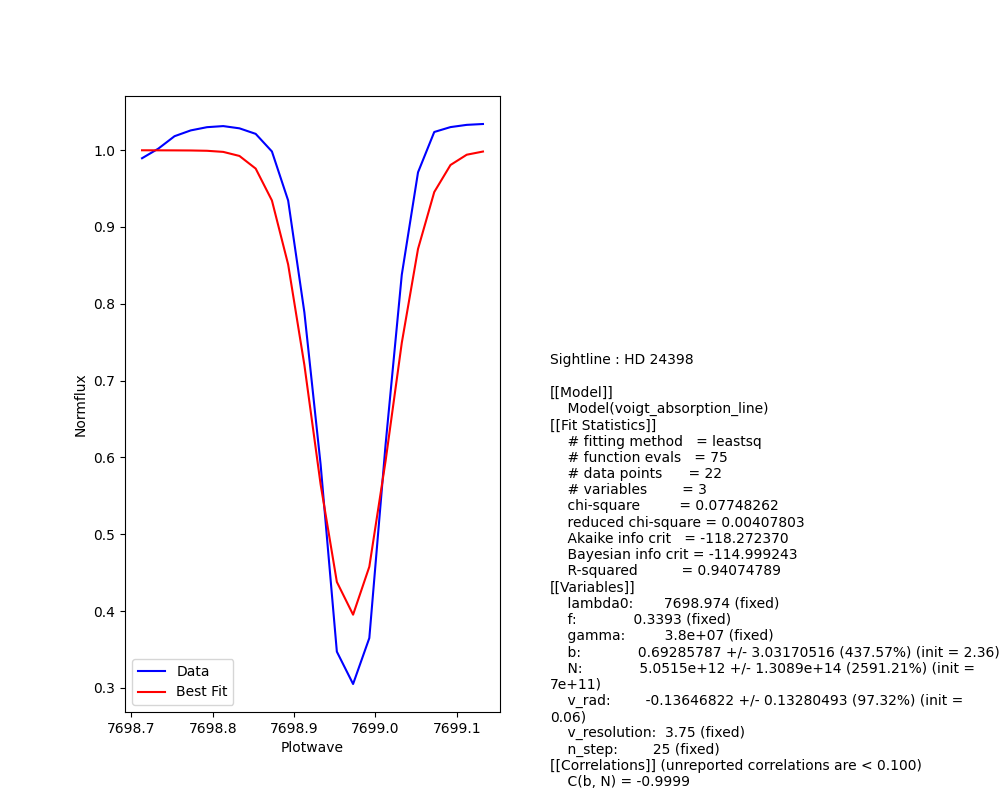 1.0
0.9
0.8
0.7
0.6
0.5
0.4
0.3
Normflux
Data
Best Fit
7698.7 7698.8 7698.9 7699.0 7699.1
Plotwave
Sightline : HD 24398
[[Model]]
Model(voigt_absorption_line)
[[Fit Statistics]]
# fitting method = leastsq
# function evals = 75
# data points = 22
# variables = 3
chi-square = 0.07748262
reduced chi-square = 0.00407803
Akaike info crit = -118.272370
Bayesian info crit = -114.999243
R-squared = 0.94074789
[[Variables]]
lambda0: 7698.974 (fixed)
f: 0.3393 (fixed)
gamma: 3.8e+07 (fixed)
b: 0.69285787 +/- 3.03170516 (437.57%) (init = 2.36)
N: 5.0515e+12 +/- 1.3089e+14 (2591.21%) (init =
7e+11)
v_rad: -0.13646822 +/- 0.13280493 (97.32%) (init =
0.06)
v_resolution: 3.75 (fixed)
n_step: 25 (fixed)
[[Correlations]] (unreported correlations are < 0.100)
C(b, N) = -0.9999